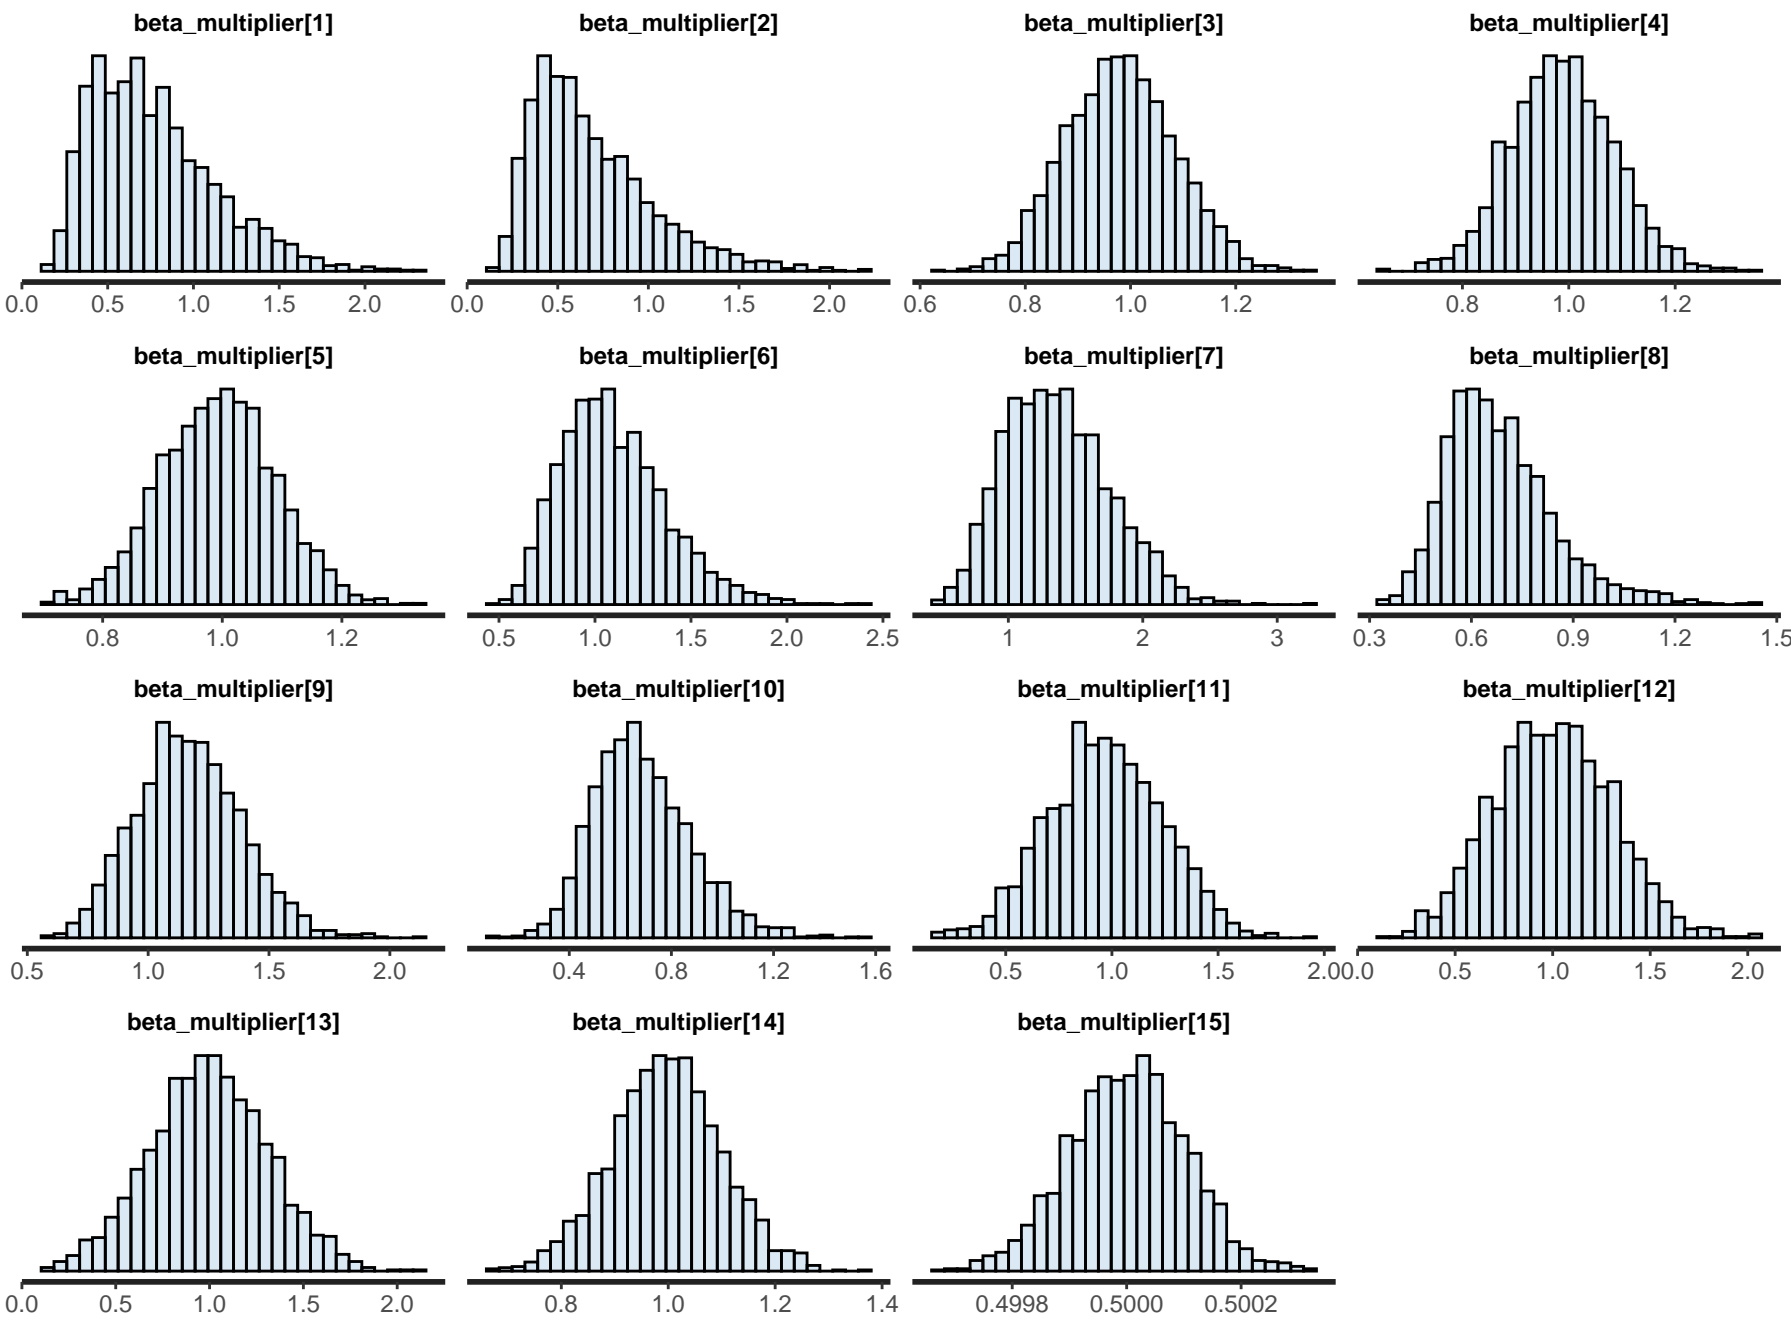 beta_multiplier[1] beta_multiplier[2] beta_multiplier[3] beta_multiplier[4]
0.0 0.5 1.0 1.5 2.0 0.0 0.5 1.0 1.5 2.0 0.6 0.8 1.0 1.2 0.8 1.0 1.2
beta_multiplier[5] beta_multiplier[6] beta_multiplier[7] beta_multiplier[8]
0.8 1.0 1.2 0.5 1.0 1.5 2.0 2.5 1 2 3 0.3 0.6 0.9 1.2 1.5
beta_multiplier[9] beta_multiplier[10] beta_multiplier[11] beta_multiplier[12]
0.5 1.0 1.5 2.0 0.4 0.8 1.2 1.6 0.5 1.0 1.5 2.0 0.0 0.5 1.0 1.5 2.0
beta_multiplier[13] beta_multiplier[14] beta_multiplier[15]
0.0 0.5 1.0 1.5 2.0 0.8 1.0 1.2 1.4 0.4998 0.5000 0.5002